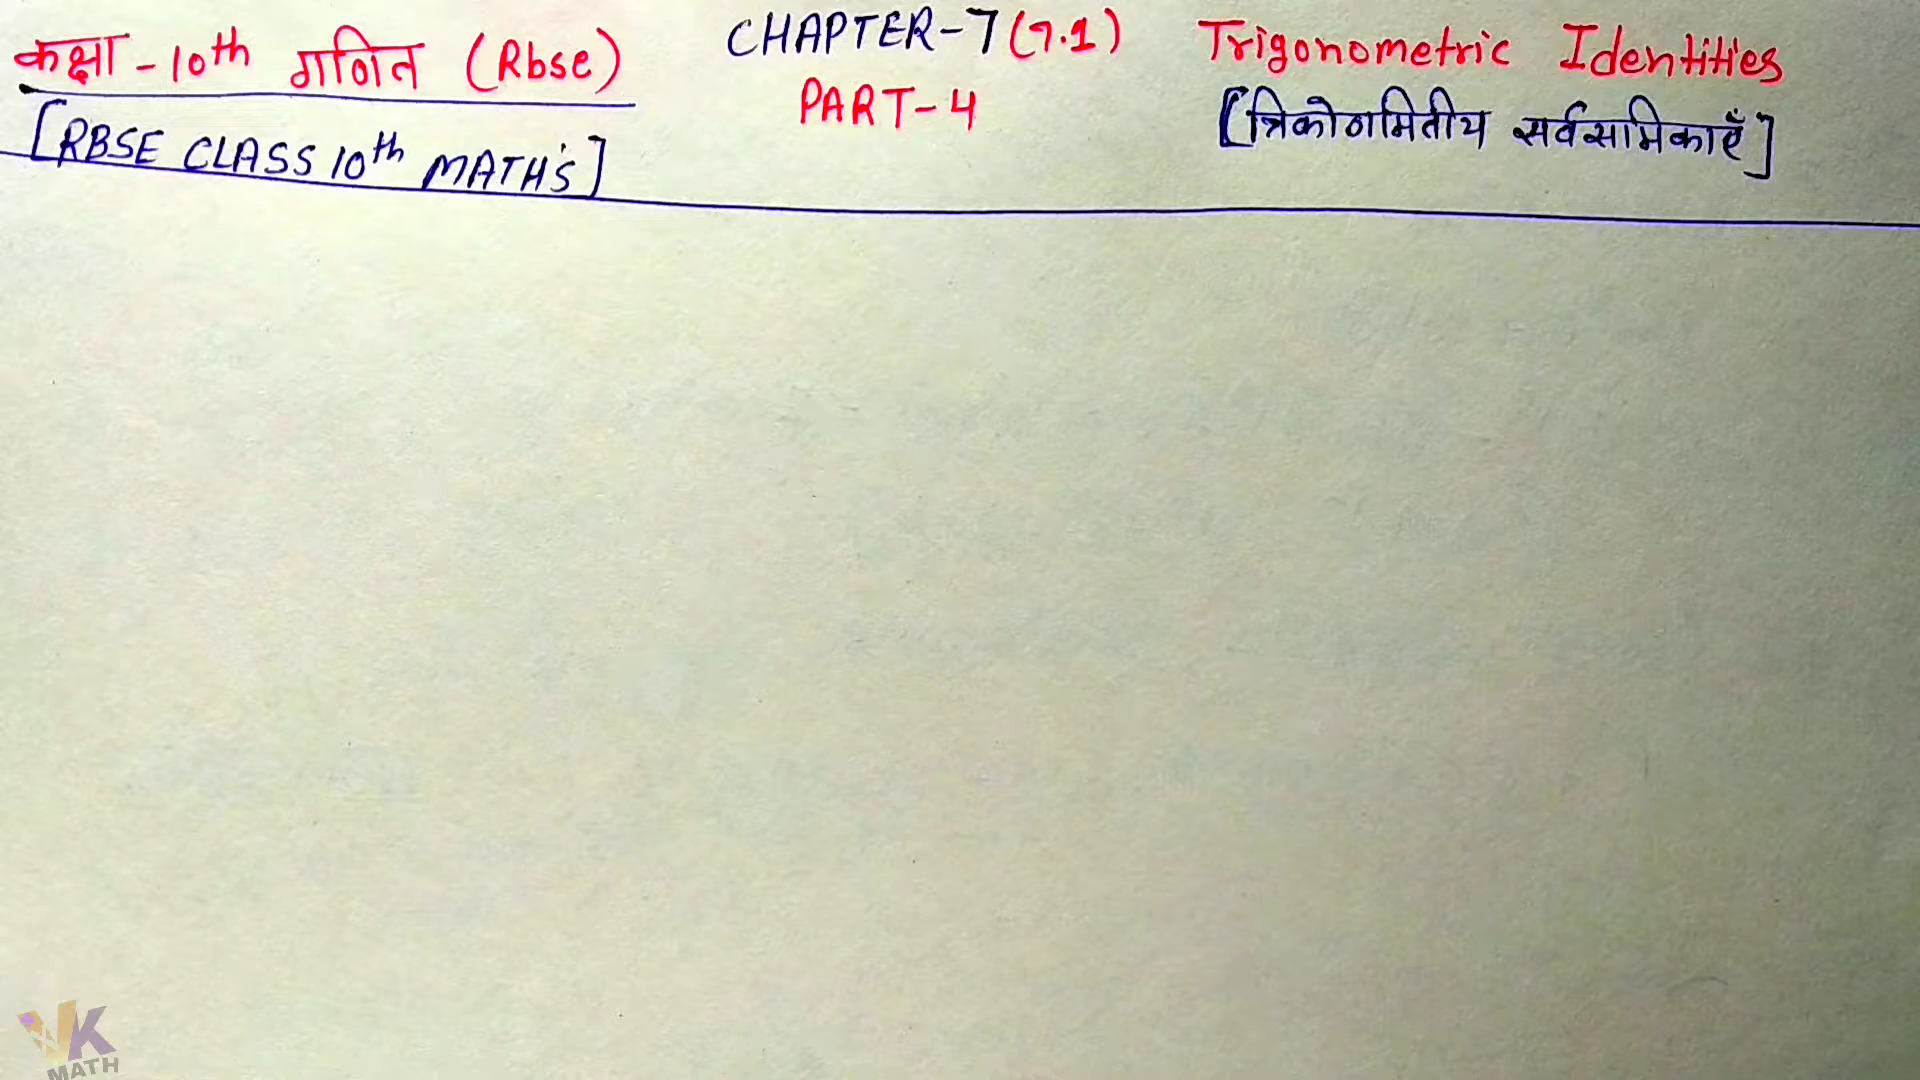 कक्षा - 10th गणित (Rbse)
[RBSE CLASS 10th MATH'S]
CHAPTER-7 (7.1)
PART-4
Trigonometric Identities
[त्रिकोणमितीय सर्वसमिकाएँ]
VK
MATH